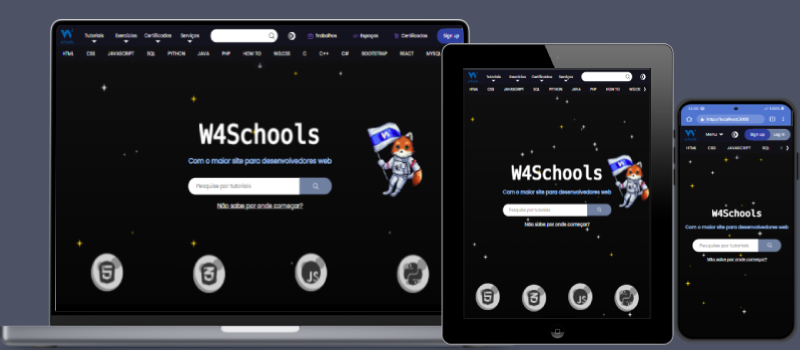 Tutoriais Exercícios Certificados Serviços Trabalhos Espaços Certificados Sign up
HTML CSS JAVASCRIPT SQL PYTHON JAVA PHP HOW TO W3.CSS C C++ C# BOOTSTRAP REACT MYSQL
W4Schools
Com o maior site para desenvolvedores web
Pesquise por tutoriais
Não sabe por onde começar?
JS
Tutoriais Exercícios Certificados Serviços
HTML CSS JAVASCRIPT SQL PYTHON JAVA PHP HOW TO W3.CSS
W4Schools
Com o maior site para desenvolvedores web
Pesquise por tutoriais
Não sabe por onde começar?
JS
Menu Sign up Log in
HTML CSS JAVASCRIPT SQL
W4Schools
Com o maior site para desenvolvedores web
Pesquise por tutoriais
Não sabe por onde começar?